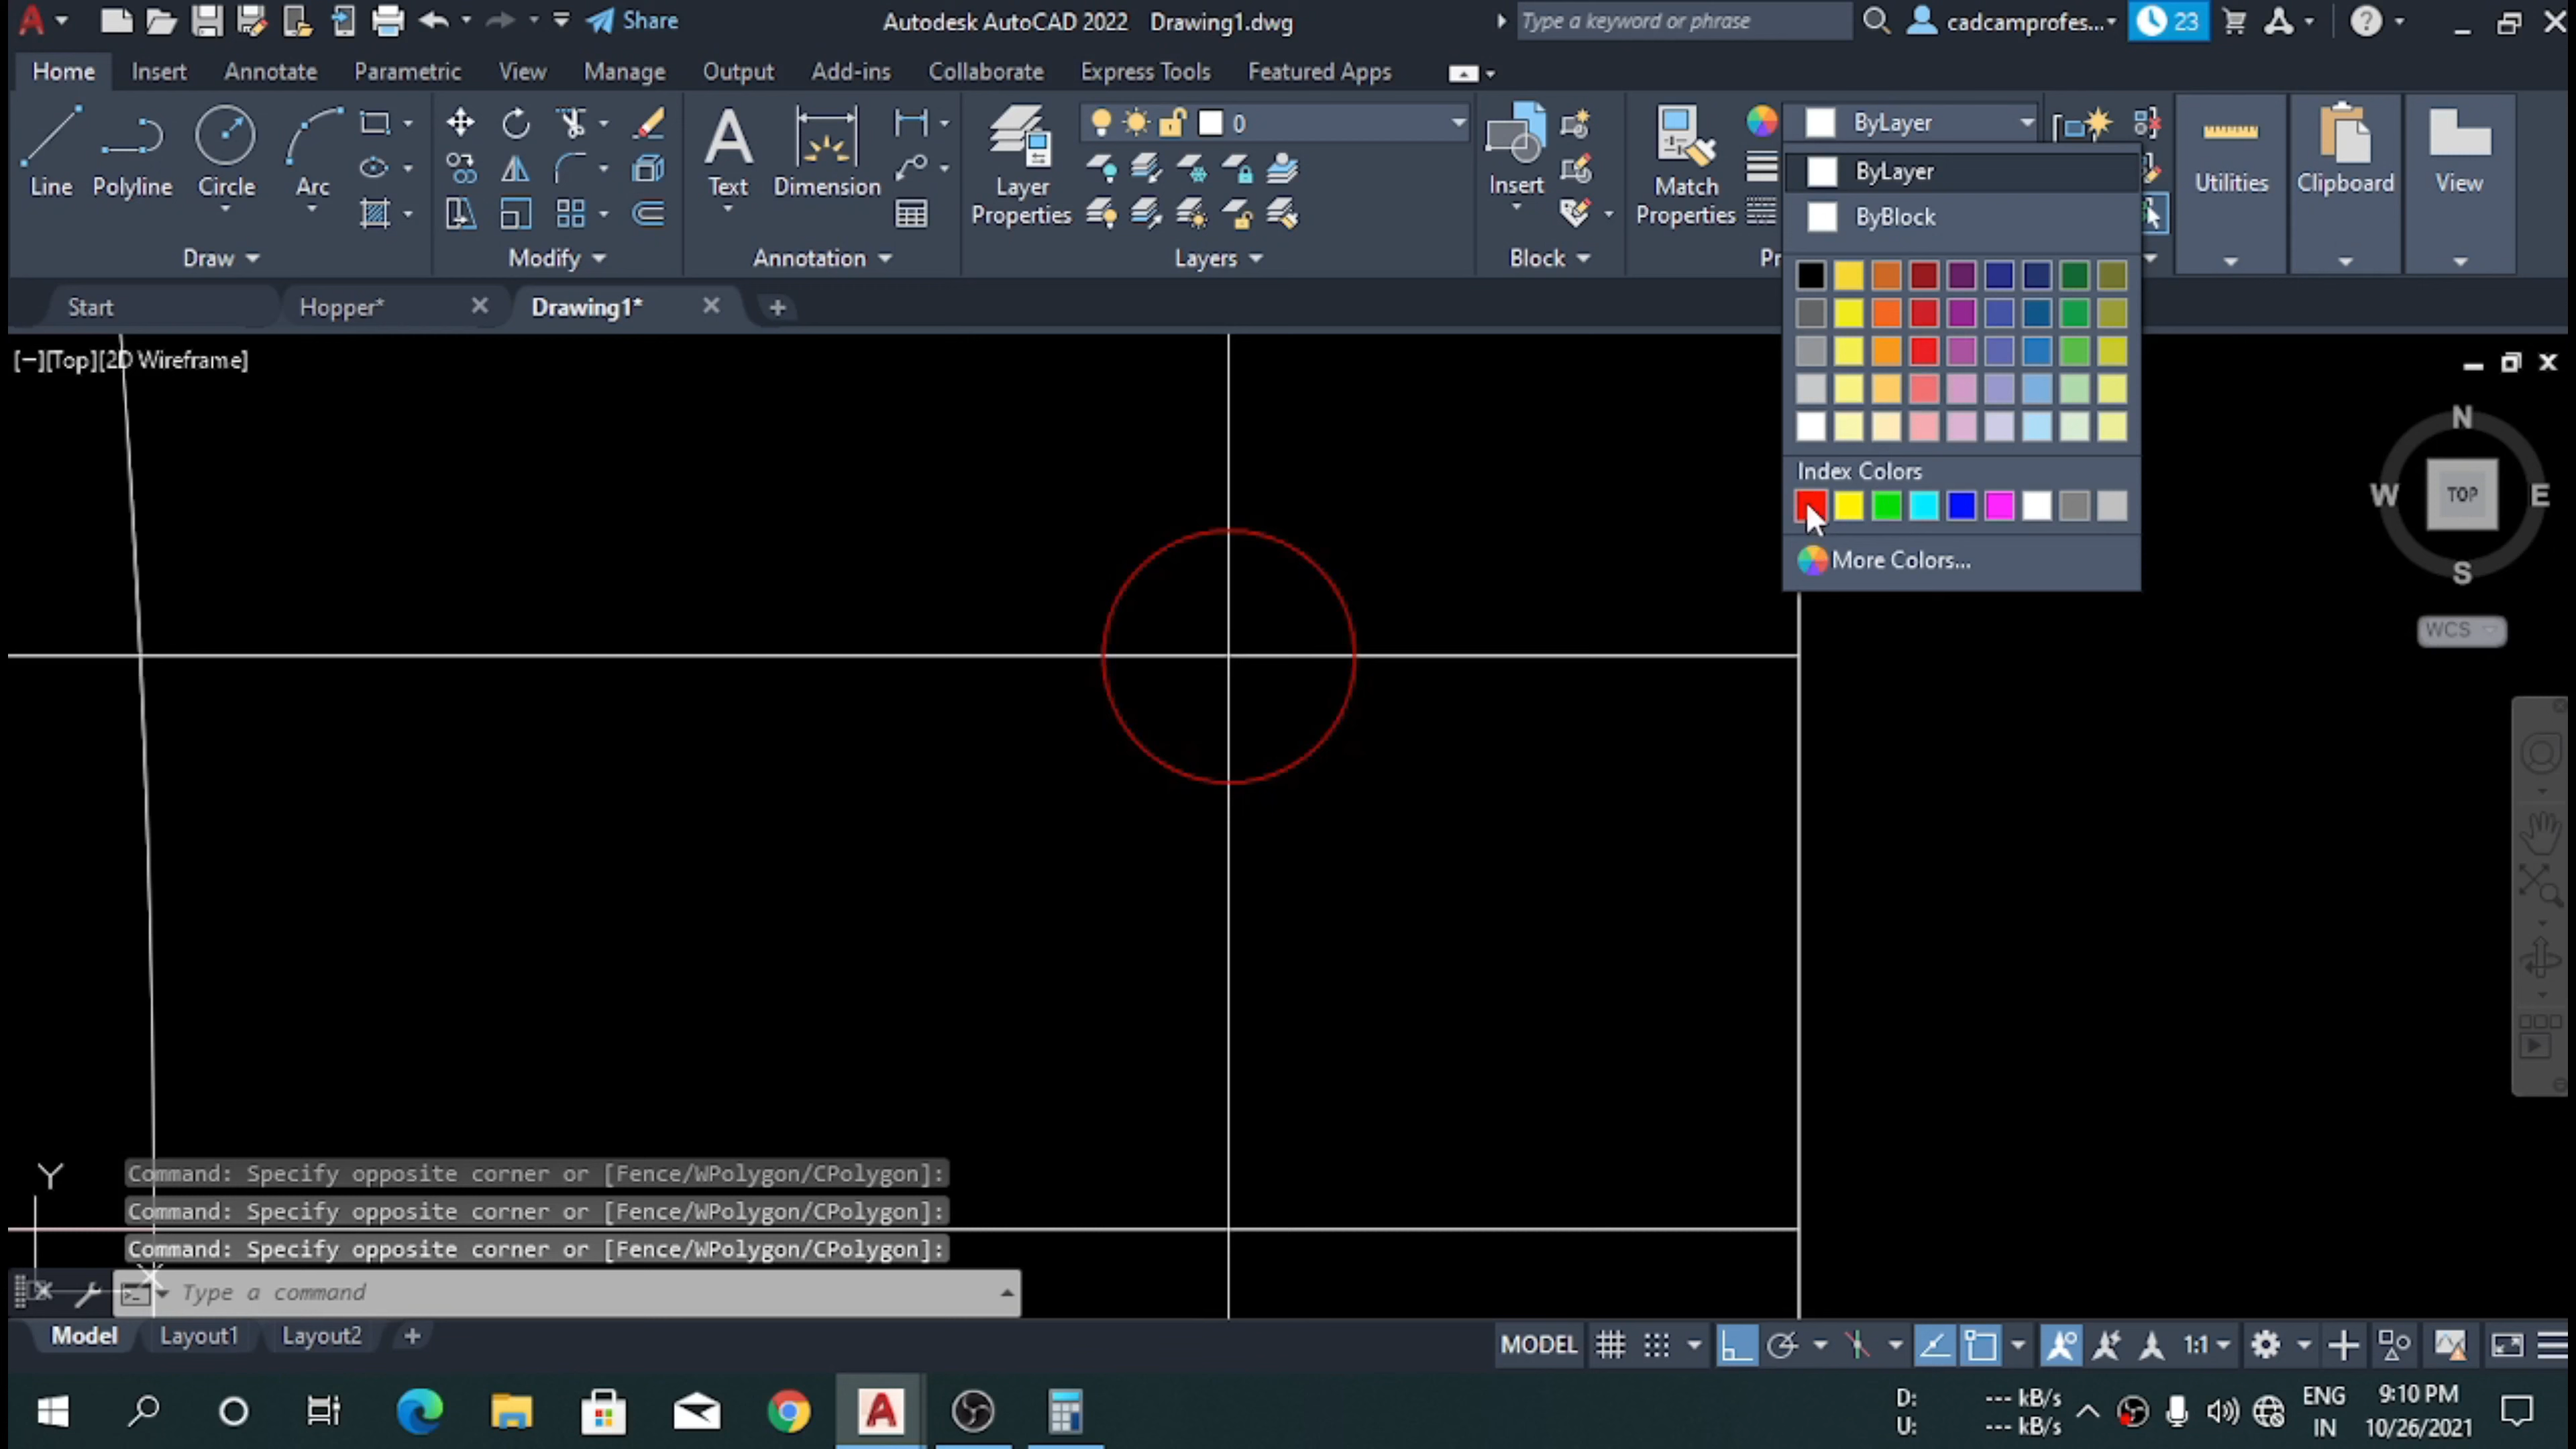 Share
Autodesk AutoCAD 2022 Drawing1.dwg
Type a keyword or phrase
cadcamprofes...
23
Home Insert Annotate Parametric View Manage Output Add-ins Collaborate Express Tools Featured Apps
Line Polyline Circle Arc
Text Dimension
Layer Properties
0
Insert
Match Properties
ByLayer
ByLayer
ByBlock
Utilities Clipboard View
Draw Modify Annotation Layers Block Pr
Start Hopper* Drawing1*
[−][Top][2D Wireframe]
Index Colors
More Colors...
N
W TOP E
S
WCS
Y
X
Command: Specify opposite corner or [Fence/WPolygon/CPolygon]:
Command: Specify opposite corner or [Fence/WPolygon/CPolygon]:
Command: Specify opposite corner or [Fence/WPolygon/CPolygon]:
Type a command
Model Layout1 Layout2
MODEL
1:1
D: --- kB/s
U: --- kB/s
ENG
IN
9:10 PM
10/26/2021